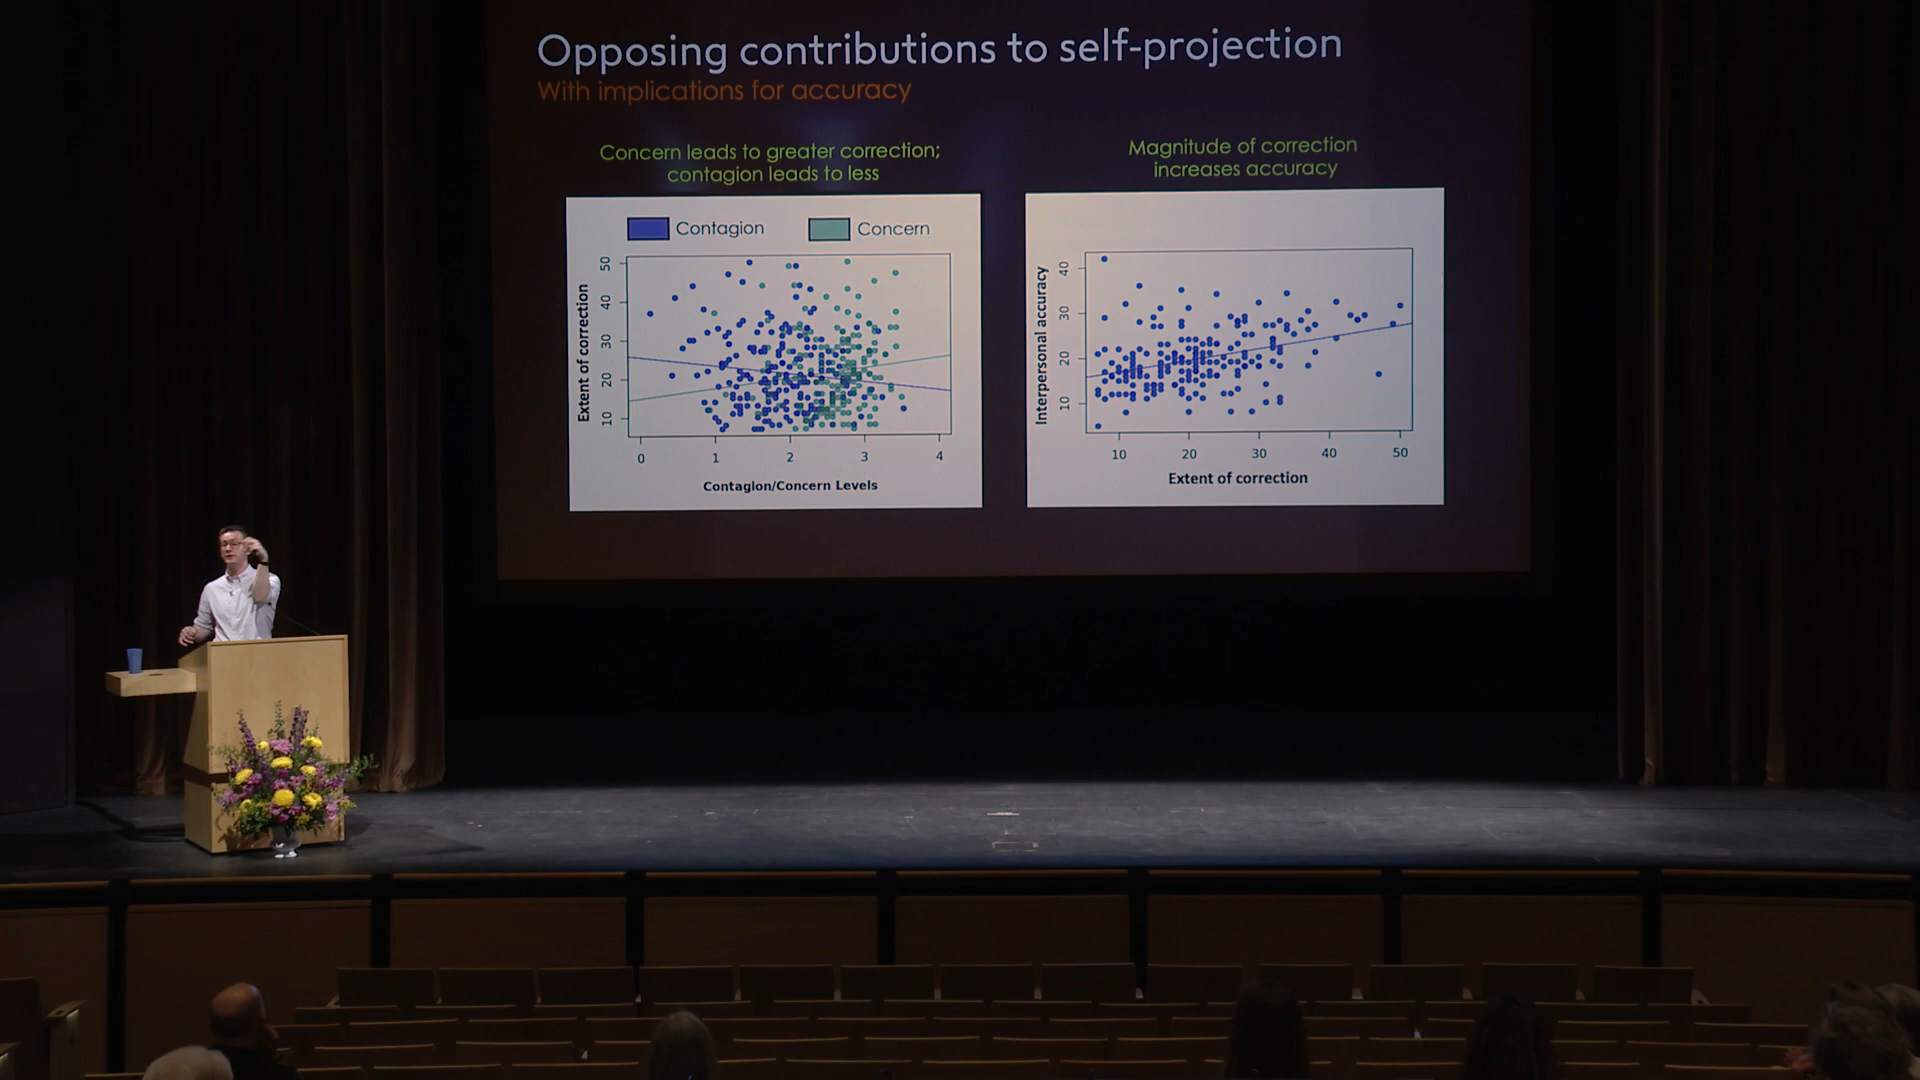 Opposing contributions to self-projection
With implications for accuracy
Concern leads to greater correction;
contagion leads to less
Contagion
Concern
Extent of correction
50
40
30
20
10
0 1 2 3 4
Contagion/Concern Levels
Magnitude of correction
increases accuracy
Interpersonal accuracy
40
30
20
10
10 20 30 40 50
Extent of correction